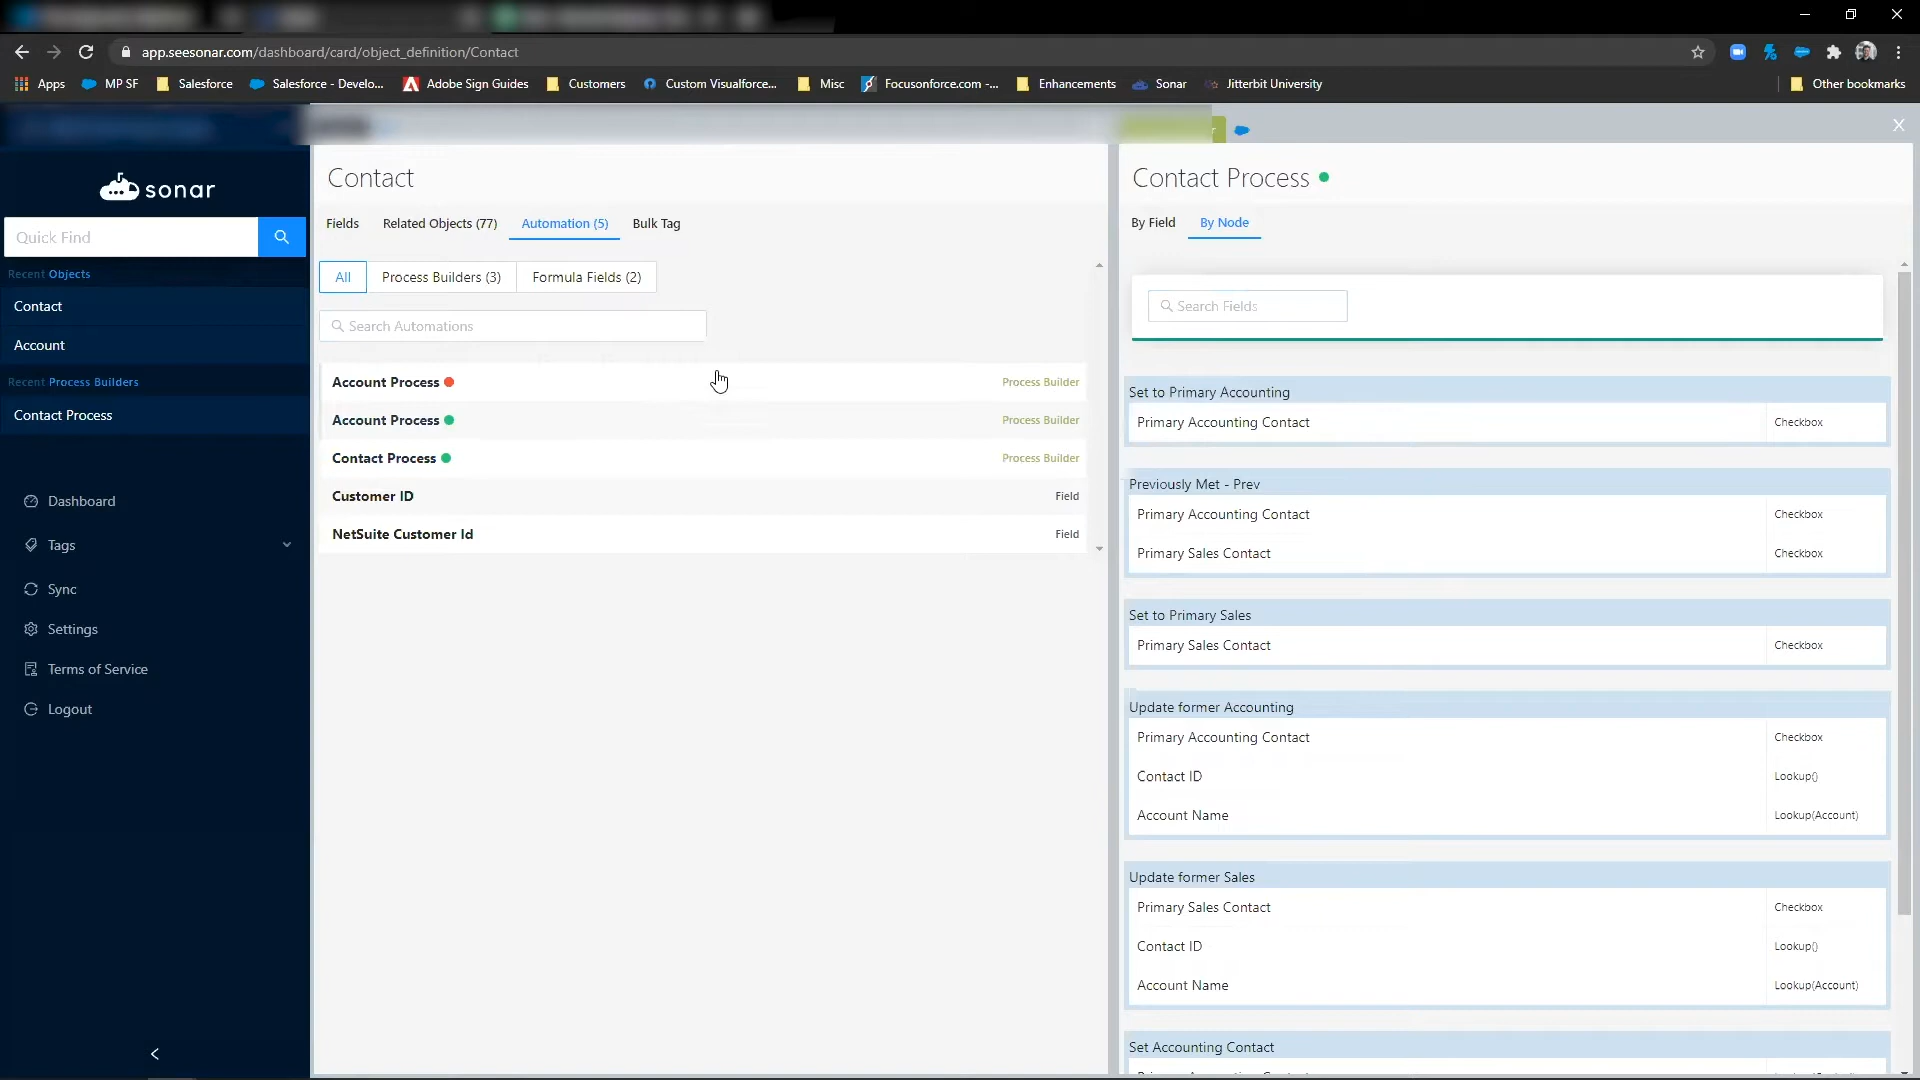 app.seesonar.com/dashboard/card/object_definition/Contact
Apps MP SF Salesforce Salesforce - Develo... Adobe Sign Guides Customers Custom Visualforce... Misc Focusonforce.com -... Enhancements Sonar Jitterbit University Other bookmarks
sonar
Quick Find
Recent Objects
Contact
Account
Recent Process Builders
Contact Process
Dashboard
Tags
Sync
Settings
Terms of Service
Logout
Contact
Fields Related Objects (77) Automation (5) Bulk Tag
All Process Builders (3) Formula Fields (2)
Search Automations
Account Process Process Builder
Account Process Process Builder
Contact Process Process Builder
Customer ID Field
NetSuite Customer Id Field
Contact Process
By Field By Node
Search Fields
Set to Primary Accounting
Primary Accounting Contact Checkbox
Previously Met - Prev
Primary Accounting Contact Checkbox
Primary Sales Contact Checkbox
Set to Primary Sales
Primary Sales Contact Checkbox
Update former Accounting
Primary Accounting Contact Checkbox
Contact ID Lookup()
Account Name Lookup(Account)
Update former Sales
Primary Sales Contact Checkbox
Contact ID Lookup()
Account Name Lookup(Account)
Set Accounting Contact